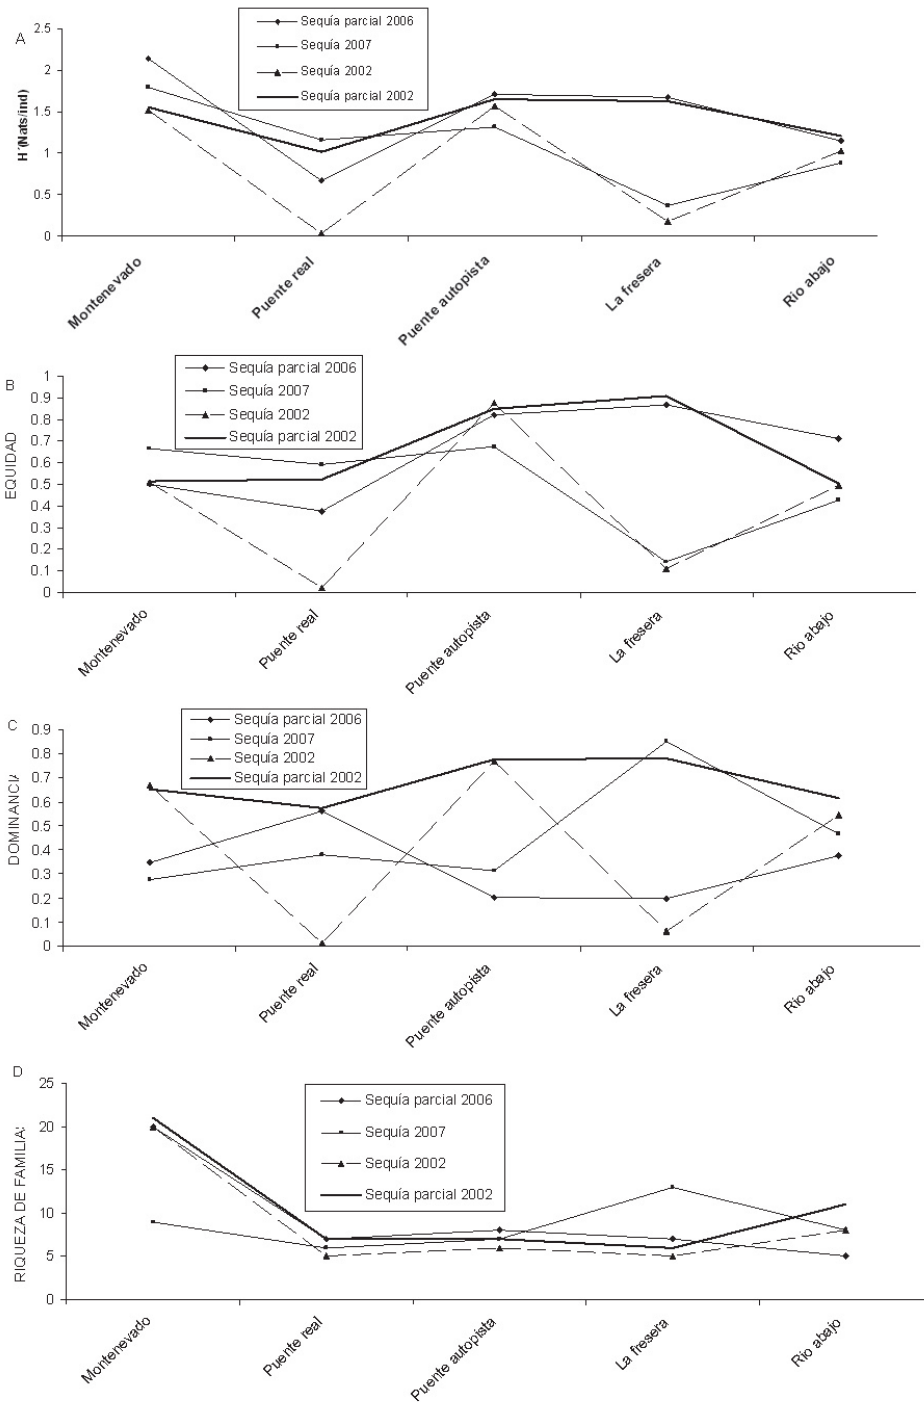 A
Sequía parcial 2006
Sequía 2007
Sequía 2002
Sequía parcial 2002
H´(Nats/ind)
2.5
2
1.5
1
0.5
0
Montenevado
Puente real
Puente autopista
La fresera
Rio abajo
B
Sequía parcial 2006
Sequía 2007
Sequía 2002
Sequía parcial 2002
EQUIDAD
1
0.9
0.8
0.7
0.6
0.5
0.4
0.3
0.2
0.1
0
Montenevado
Puente real
Puente autopista
La fresera
Rio abajo
C
Sequía parcial 2006
Sequía 2007
Sequía 2002
Sequía parcial 2002
DOMINANCIA
0.9
0.8
0.7
0.6
0.5
0.4
0.3
0.2
0.1
0
Montenevado
Puente real
Puente autopista
La fresera
Rio abajo
D
Sequía parcial 2006
Sequía 2007
Sequía 2002
Sequía parcial 2002
RIQUEZA DE FAMILIAS
25
20
15
10
5
0
Montenevado
Puente real
Puente autopista
La fresera
Rio abajo